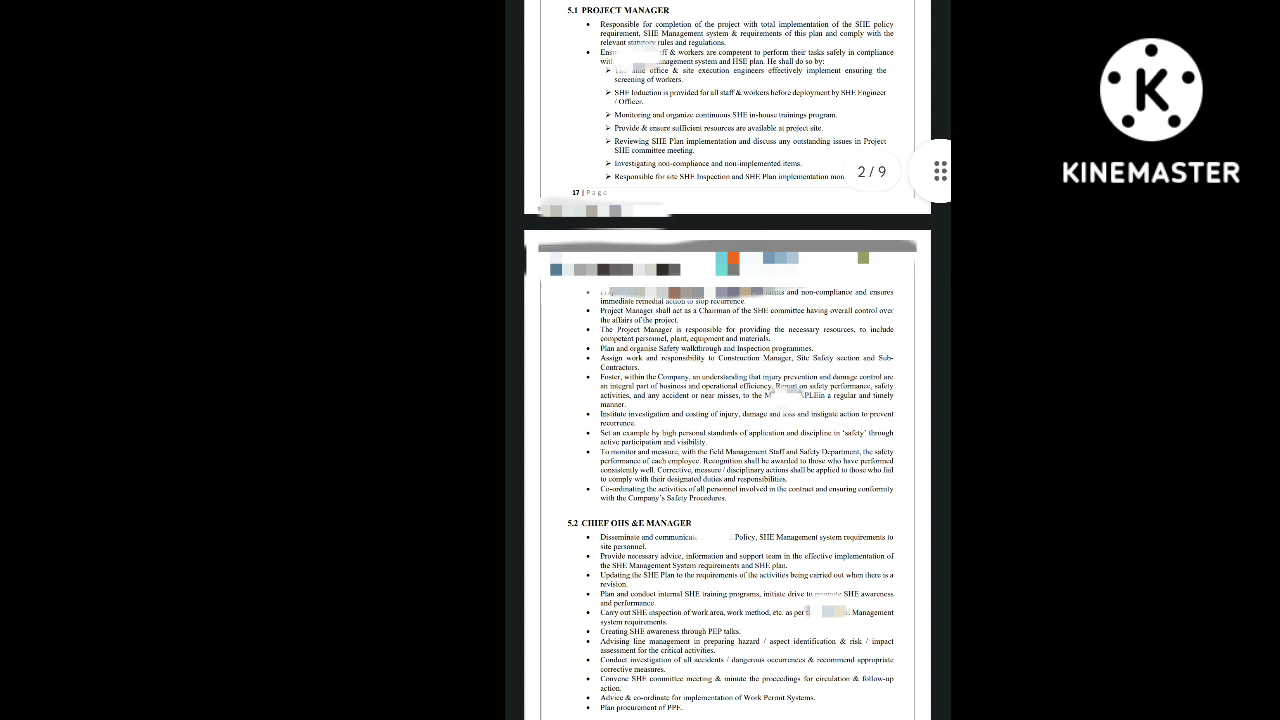 5.1 PROJECT MANAGER
• Responsible for completion of the project with total implementation of the SHE policy
requirement, SHE Management system & requirements of this plan and comply with the
relevant statutory rules and regulations.
• & workers are competent to perform their tasks safely in compliance
management system and HSE plan. He shall do so by:
➤ office & site execution engineers effectively implement ensuring the
screening of workers.
➤ SHE Induction is provided for all staff & workers before deployment by SHE Engineer
/ Officer.
➤ Monitoring and organize continuous SHE in-house trainings program.
➤ Provide & ensure sufficient resources are available at project site.
➤ Reviewing SHE Plan implementation and discuss any outstanding issues in Project
SHE committee meeting.
➤ Investigating non-compliance and non-implemented items.
➤ Responsible for site SHE Inspection and SHE Plan implementation
2 / 9
17 | Page
and non-compliance and ensures
immediate remedial action to stop recurrence.
• Project Manager shall act as a Chairman of the SHE committee having overall control over
the affairs of the project.
• The Project Manager is responsible for providing the necessary resources, to include
competent personnel, plant, equipment and materials.
• Plan and organise Safety walkthrough and Inspection programmes.
• Assign work and responsibility to Construction Manager, Site Safety section and Sub-
Contractors.
• Foster, within the Company, an understanding that injury prevention and damage control are
an integral part of business and operational efficiency. Report on safety performance, safety
activities, and any accident or near misses, to the in a regular and timely
manner.
• Institute investigation and costing of injury, damage and loss and instigate action to prevent
recurrence.
• Set an example by high personal standards of application and discipline in 'safety' through
active participation and visibility.
• To monitor and measure, with the field Management Staff and Safety Department, the safety
performance of each employee. Recognition shall be awarded to those who have performed
consistently well. Corrective, measure / disciplinary actions shall be applied to those who fail
to comply with their designated duties and responsibilities.
• Co-ordinating the activities of all personnel involved in the contract and ensuring conformity
with the Company's Safety Procedures.
5.2 CHIEF OHS &E MANAGER
• Disseminate and communicate Policy, SHE Management system requirements to
site personnel.
• Provide necessary advice, information and support team in the effective implementation of
the SHE Management System requirements and SHE plan.
• Updating the SHE Plan to the requirements of the activities being carried out when there is a
revision.
• Plan and conduct internal SHE training programs, initiate drive to promote SHE awareness
and performance.
• Carry out SHE inspection of work area, work method, etc. as per Management
system requirements.
• Creating SHE awareness through PEP talks.
• Advising line management in preparing hazard / aspect identification & risk / impact
assessment for the critical activities.
• Conduct investigation of all accidents / dangerous occurrences & recommend appropriate
corrective measures.
• Convene SHE committee meeting & minute the proceedings for circulation & follow-up
action.
• Advice & co-ordinate for implementation of Work Permit Systems.
• Plan procurement of PPE.
K
KINEMASTER